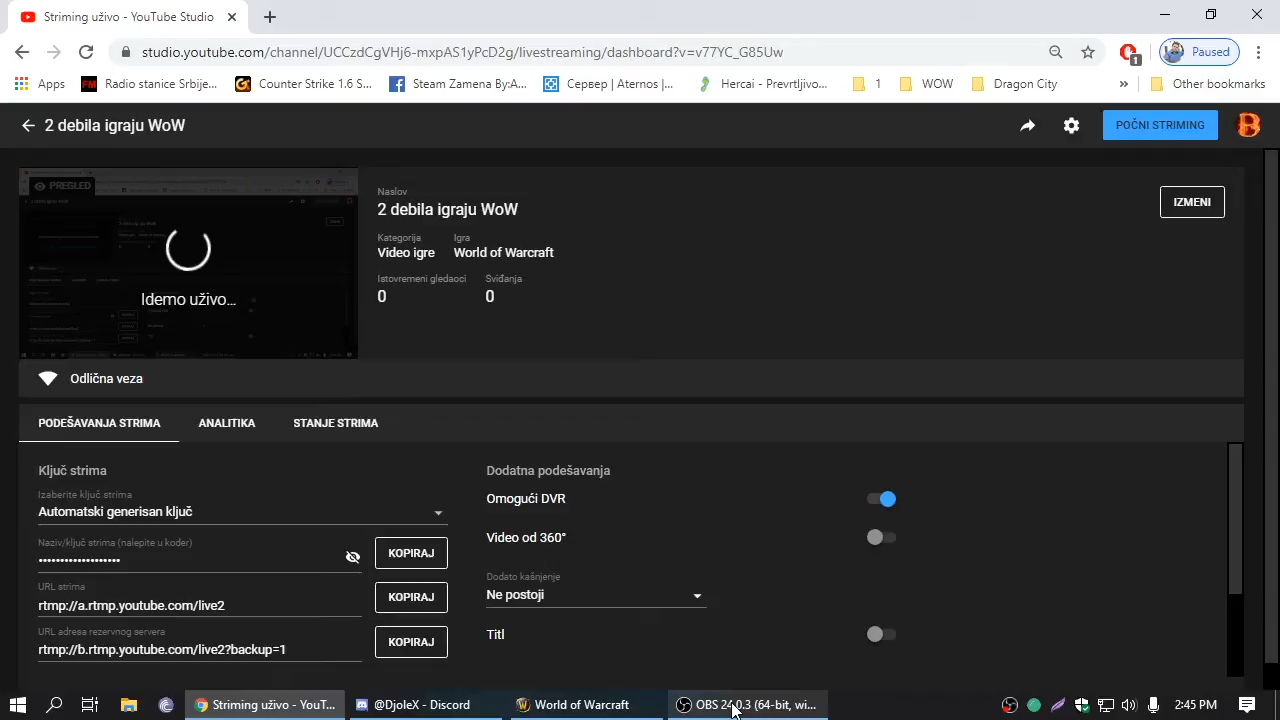 Striming uživo - YouTube Studio
studio.youtube.com/channel/UCCzdCgVHj6-mxpAS1yPcD2g/livestreaming/dashboard?v=v77YC_G85Uw
1
Paused
Apps
Radio stanice Srbije...
Counter Strike 1.6 S...
Steam Zamena By:A...
Сервер | Aternos |...
Hercai - Prevrtljivo...
1
WOW
Dragon City
»
Other bookmarks
2 debila igraju WoW
POČNI STRIMING
PREGLED
Idemo uživo...
Naslov
2 debila igraju WoW
IZMENI
Kategorija
Igra
Video igre
World of Warcraft
Istovremeni gledaoci
Sviđanja
0
0
Odlična veza
PODEŠAVANJA STRIMA
ANALITIKA
STANJE STRIMA
Ključ strima
Izaberite ključ strima
Automatski generisan ključ
Naziv/ključ strima (nalepite u koder)
•••••••••••••••••••
KOPIRAJ
URL strima
rtmp://a.rtmp.youtube.com/live2
KOPIRAJ
URL adresa rezervnog servera
rtmp://b.rtmp.youtube.com/live2?backup=1
KOPIRAJ
Dodatna podešavanja
Omogući DVR
Video od 360°
Dodato kašnjenje
Ne postoji
Titl
Striming uživo - YouT...
@DjoleX - Discord
World of Warcraft
OBS 24.0.3 (64-bit, wi...
2:45 PM